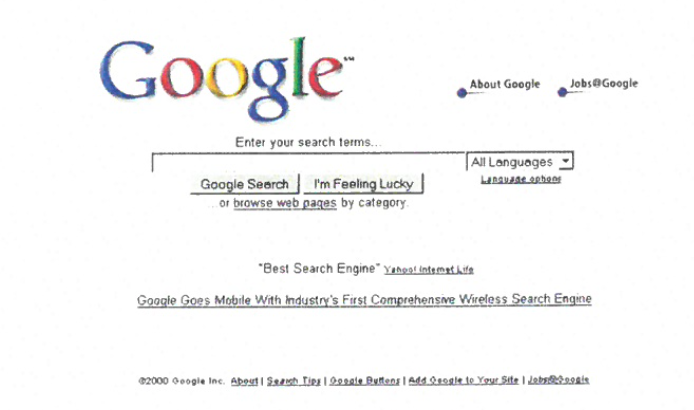 Google™
About Google Jobs@Google
Enter your search terms...
All Languages
Language options
Google Search I'm Feeling Lucky
... or browse web pages by category.
"Best Search Engine" Yahoo! Internet Life
Google Goes Mobile With Industry's First Comprehensive Wireless Search Engine
©2000 Google Inc. About | Search Tips | Google Buttons | Add Google to Your Site | Jobs@Google